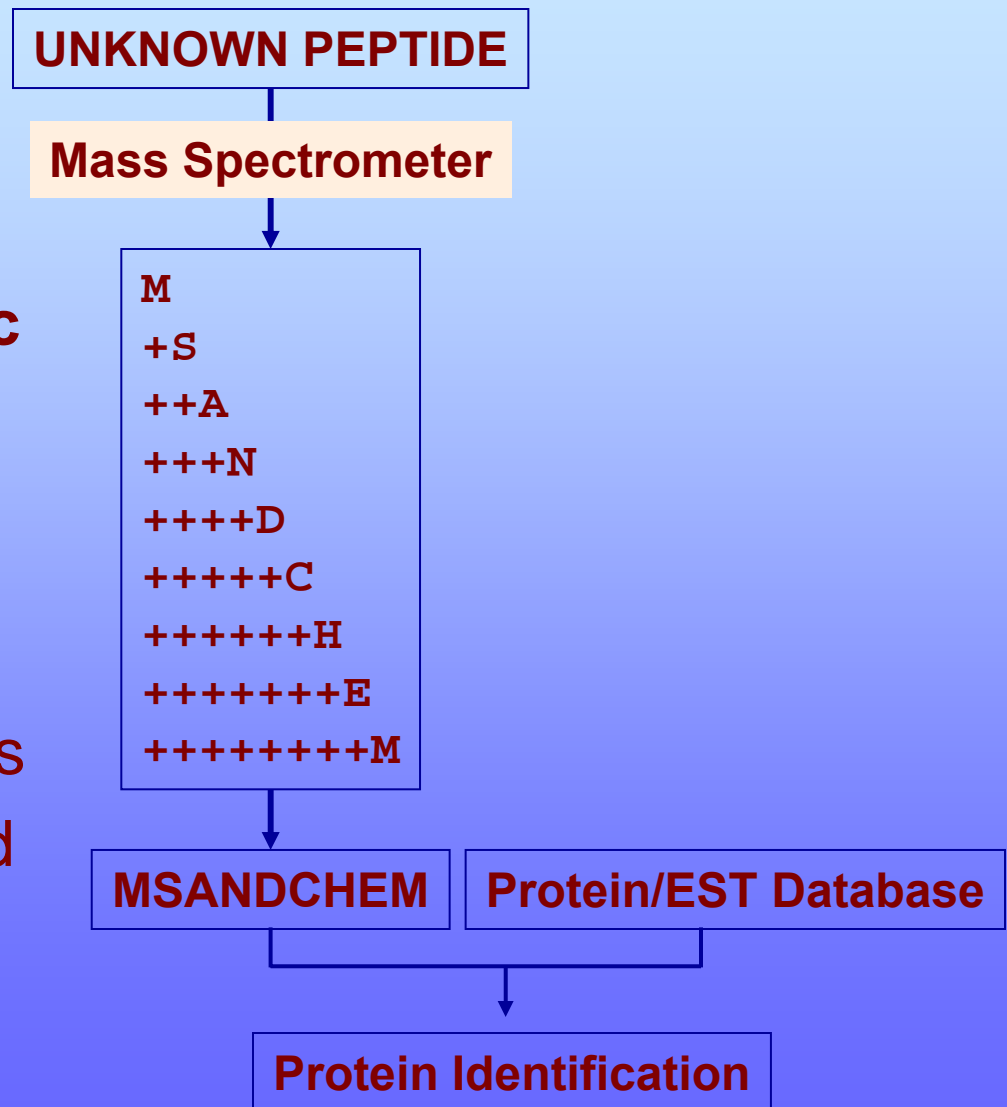 UNKNOWN PEPTIDE
Mass Spectrometer
M
+S
++A
+++N
++++D
+++++C
++++++H
+++++++E
++++++++M
c
s
d
MSANDCHEM
Protein/EST Database
Protein Identification